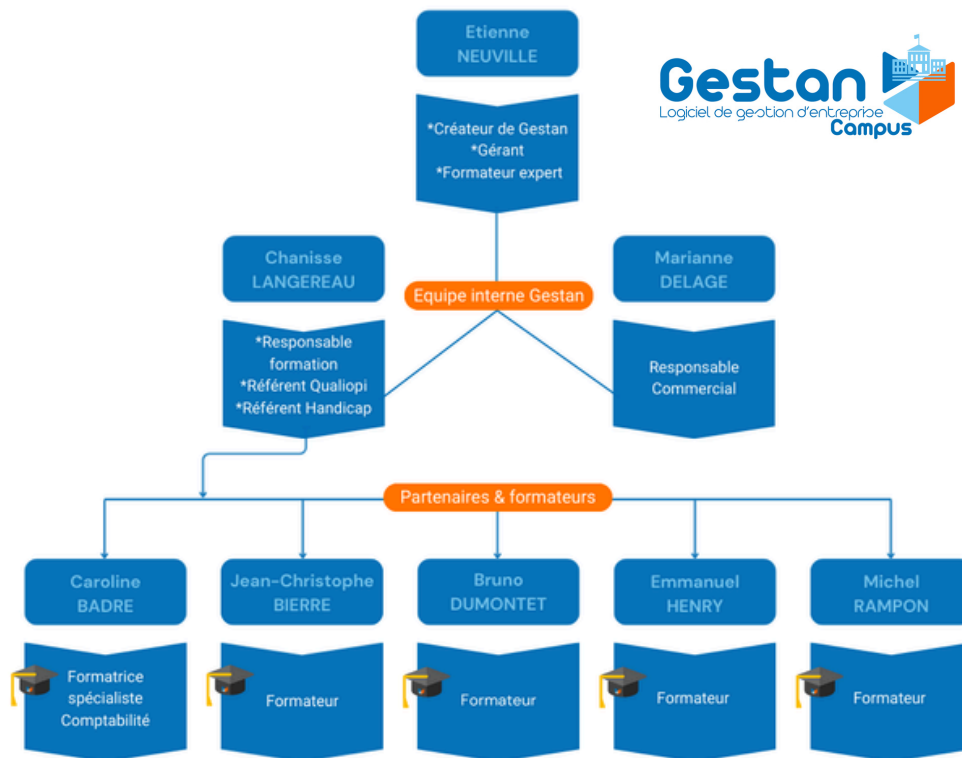 Etienne
NEUVILLE
Gestan
Logiciel de gestion d'entreprise
Campus
*Créateur de Gestan
*Gérant
*Formateur expert
Chanisse
LANGEREAU
Marianne
DELAGE
Equipe interne Gestan
*Responsable
formation
*Référent Qualiopi
*Référent Handicap
Responsable
Commercial
Partenaires & formateurs
Caroline
BADRE
Jean-Christophe
BIERRE
Bruno
DUMONTET
Emmanuel
HENRY
Michel
RAMPON
Formatrice
spécialiste
Comptabilité
Formateur
Formateur
Formateur
Formateur